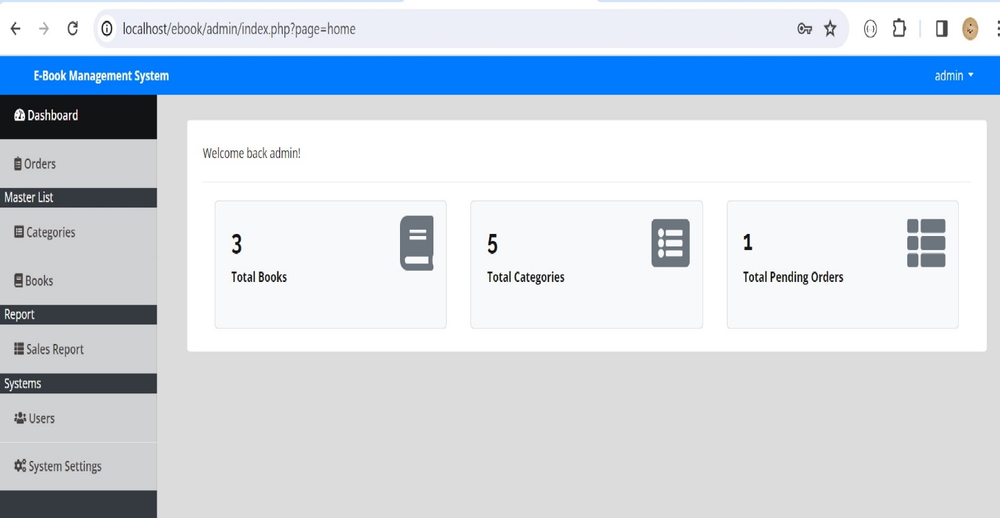 localhost/ebook/admin/index.php?page=home
E-Book Management System
admin
Dashboard
Orders
Master List
Categories
Books
Report
Sales Report
Systems
Users
System Settings
Welcome back admin!
3
Total Books
5
Total Categories
1
Total Pending Orders